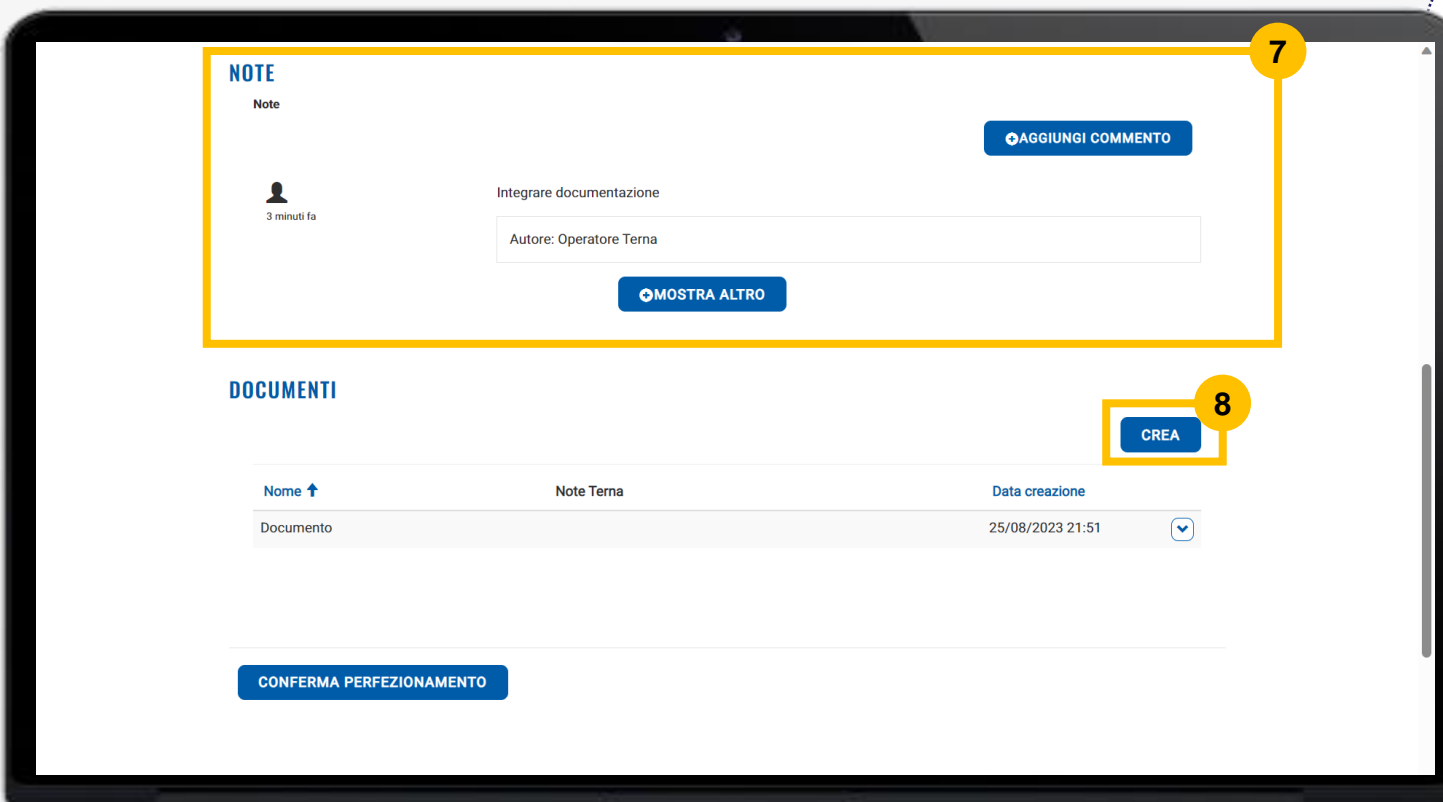 7
NOTE
Note
AGGIUNGI COMMENTO
Integrare documentazione
3 minuti fa
Autore: Operatore Terna
MOSTRA ALTRO
DOCUMENTI
8
CREA
Nome Note Terna Data creazione
Documento 25/08/2023 21:51
CONFERMA PERFEZIONAMENTO